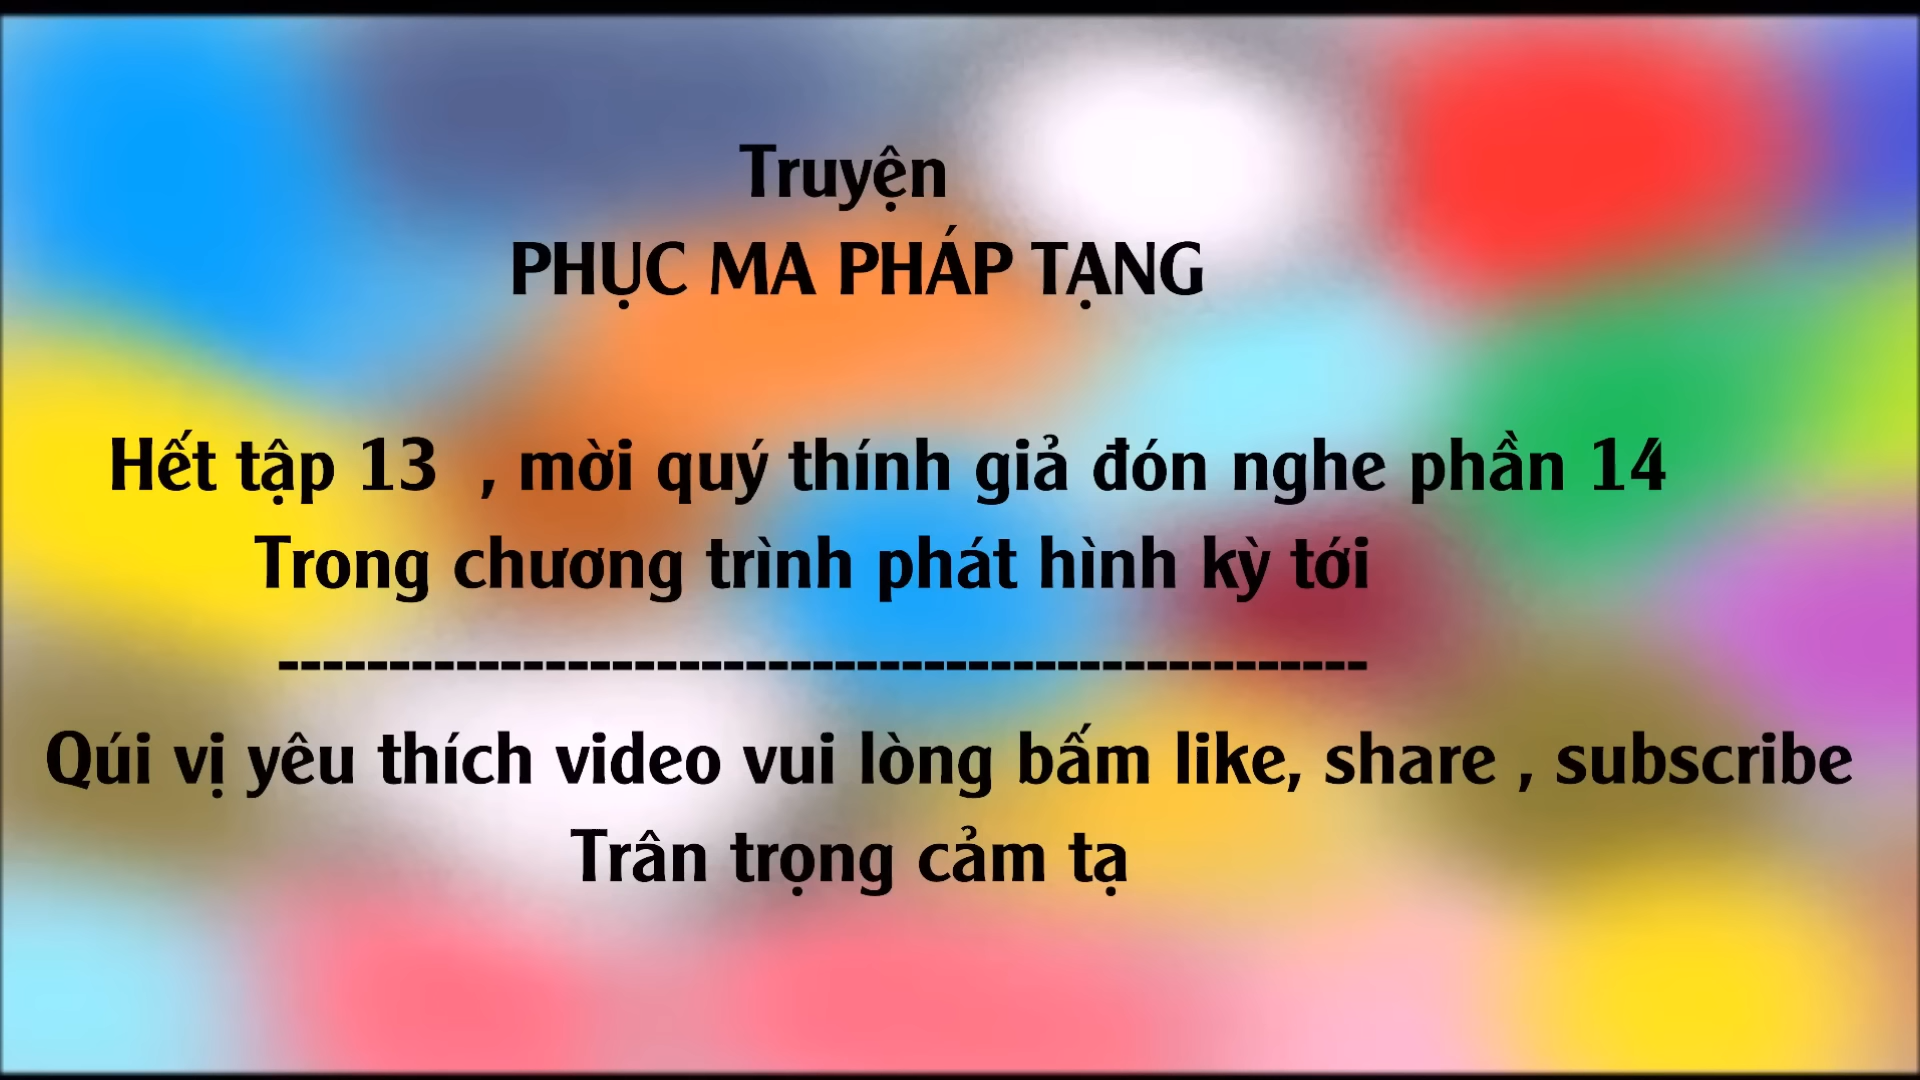 Truyện
PHỤC MA PHÁP TẠNG
Hết tập 13 , mời quý thính giả đón nghe phần 14
Trong chương trình phát hình kỳ tới
-------------------------------------------------
Qúi vị yêu thích video vui lòng bấm like, share , subscribe
Trân trọng cảm tạ